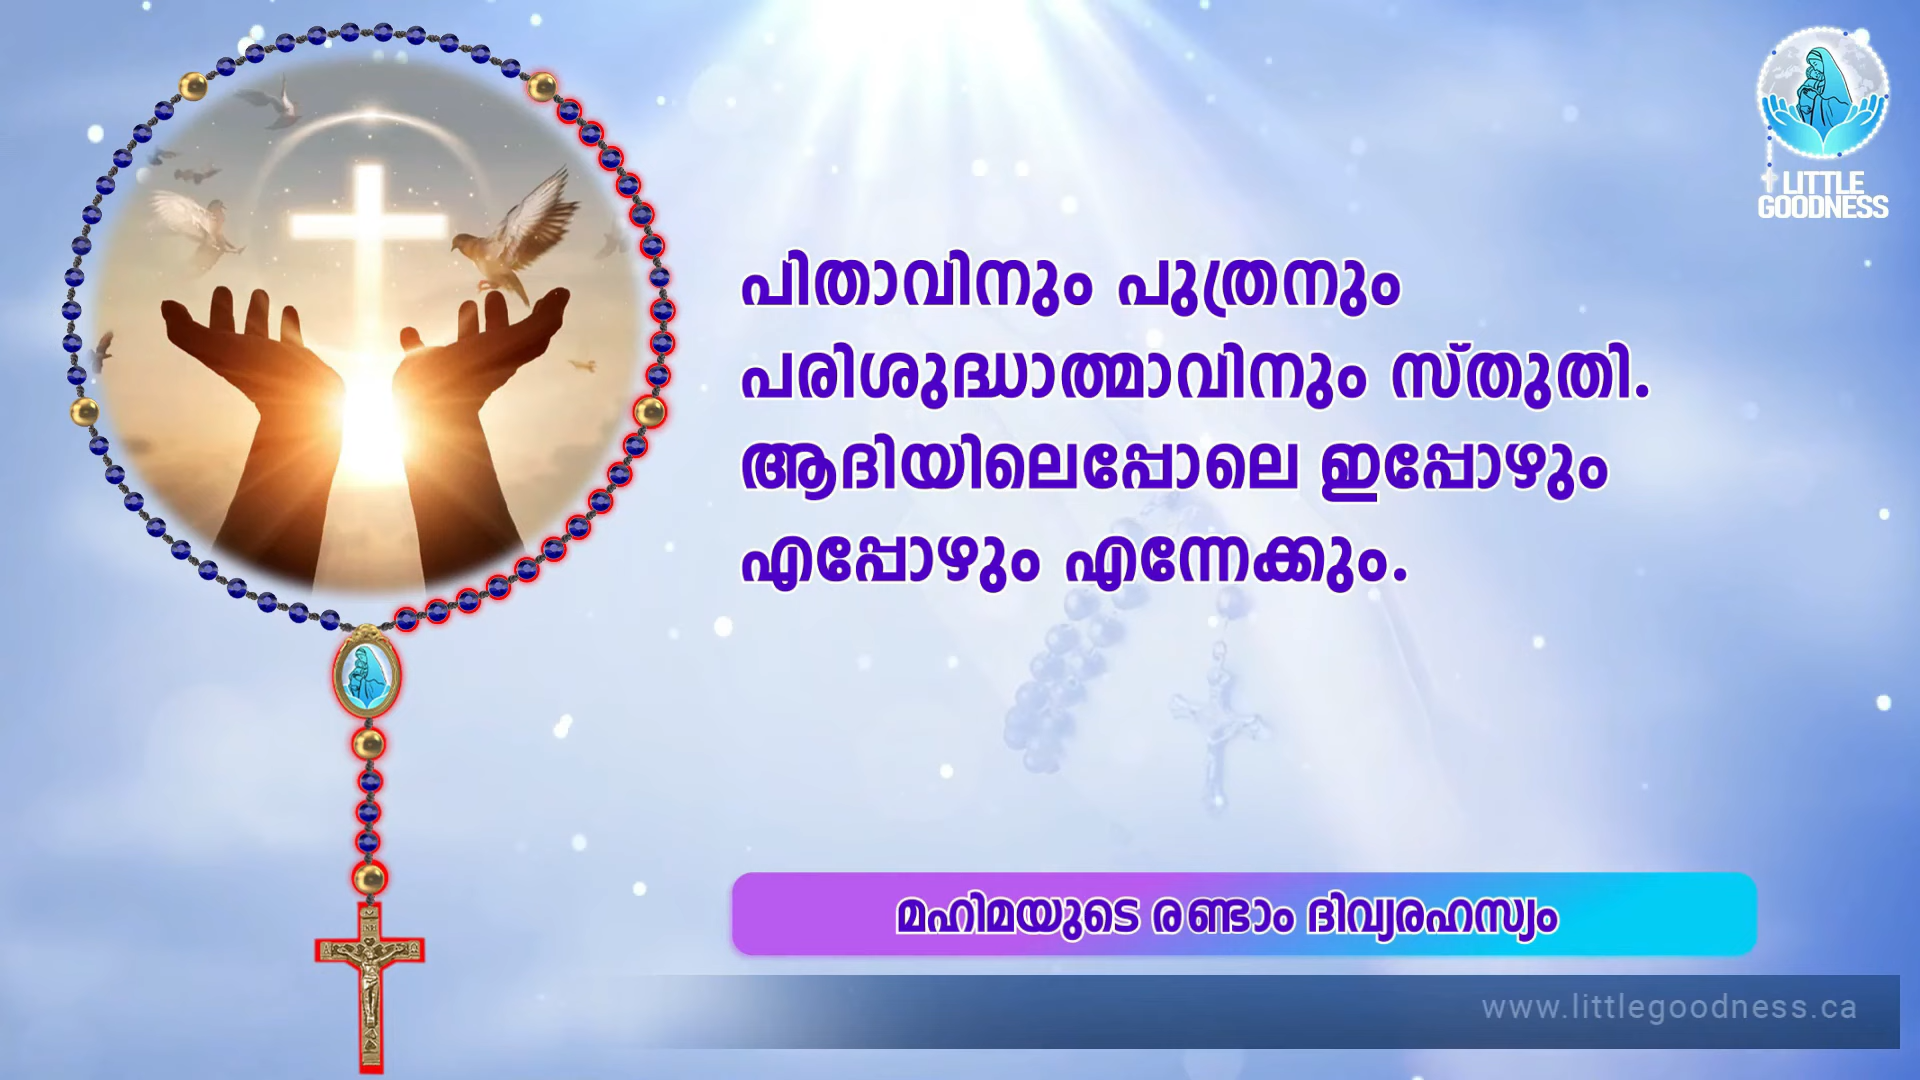 LITTLE
GOODNESS
പിതാവിനും പുത്രനും
പരിശുദ്ധാത്മാവിനും സ്തുതി.
ആദിയിലെപ്പോലെ ഇപ്പോഴും
എപ്പോഴും എന്നേക്കും.
മഹിമയുടെ രണ്ടാം ദിവ്യരഹസ്യം
www.littlegoodness.ca